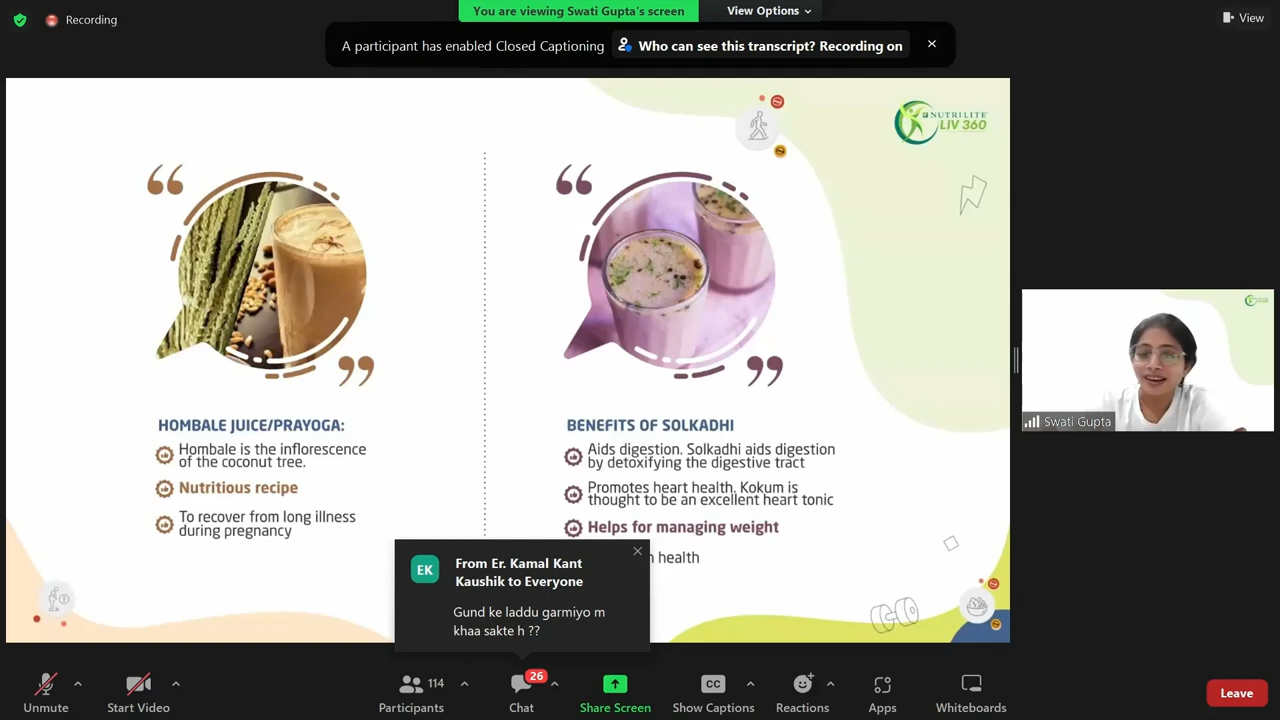 Recording
You are viewing Swati Gupta's screen
View Options
View
A participant has enabled Closed Captioning
Who can see this transcript? Recording on
NUTRILITE
LIV 360
HOMBALE JUICE/PRAYOGA:
Hombale is the inflorescence
of the coconut tree.
Nutritious recipe
To recover from long illness
during pregnancy
BENEFITS OF SOLKADHI
Aids digestion. Solkadhi aids digestion
by detoxifying the digestive tract
Promotes heart health. Kokum is
thought to be an excellent heart tonic
Helps for managing weight
health
Swati Gupta
EK
From Er. Kamal Kant
Kaushik to Everyone
Gund ke laddu garmiyo m
khaa sakte h ??
Unmute
Start Video
Participants
114
Chat
26
Share Screen
CC
Show Captions
Reactions
Apps
Whiteboards
Leave